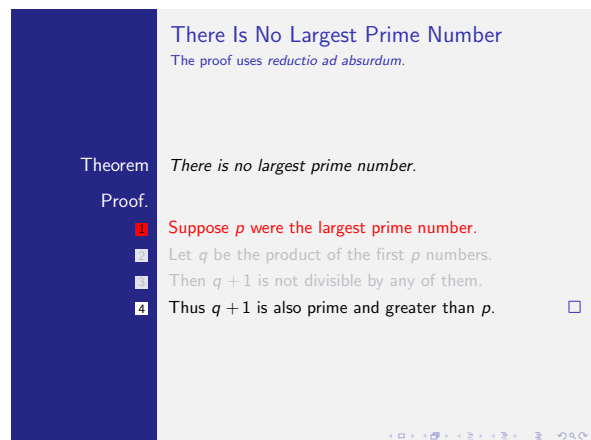 There Is No Largest Prime Number
The proof uses reductio ad absurdum.
Theorem There is no largest prime number.
Proof.
1 Suppose p were the largest prime number.
2 Let q be the product of the first p numbers.
3 Then q + 1 is not divisible by any of them.
4 Thus q + 1 is also prime and greater than p. □